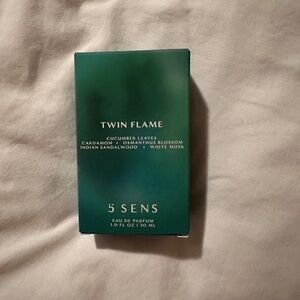 TWIN FLAME
CUCUMBER LEAVES
CARDAMOM • OSMANTHUS BLOSSOM
INDIAN SANDALWOOD • WHITE MUSK
5 SENS
EAU DE PARFUM
1.0 FL OZ | 30 ML